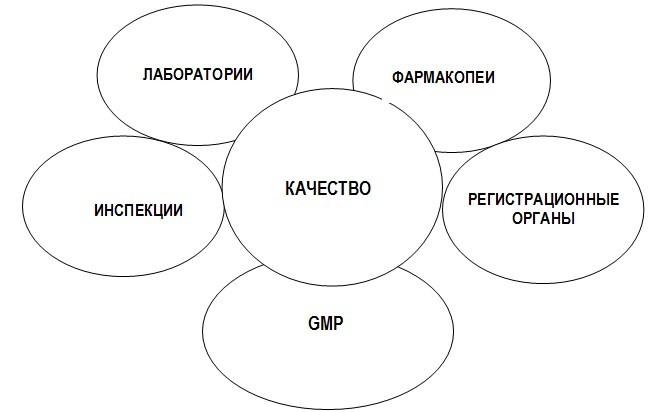 ЛАБОРАТОРИИ
ФАРМАКОПЕИ
КАЧЕСТВО
ИНСПЕКЦИИ
РЕГИСТРАЦИОННЫЕ
ОРГАНЫ
GMP